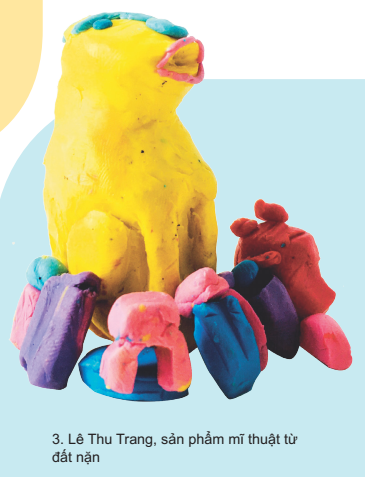 3. Lê Thu Trang, sản phẩm mĩ thuật từ
đất nặn